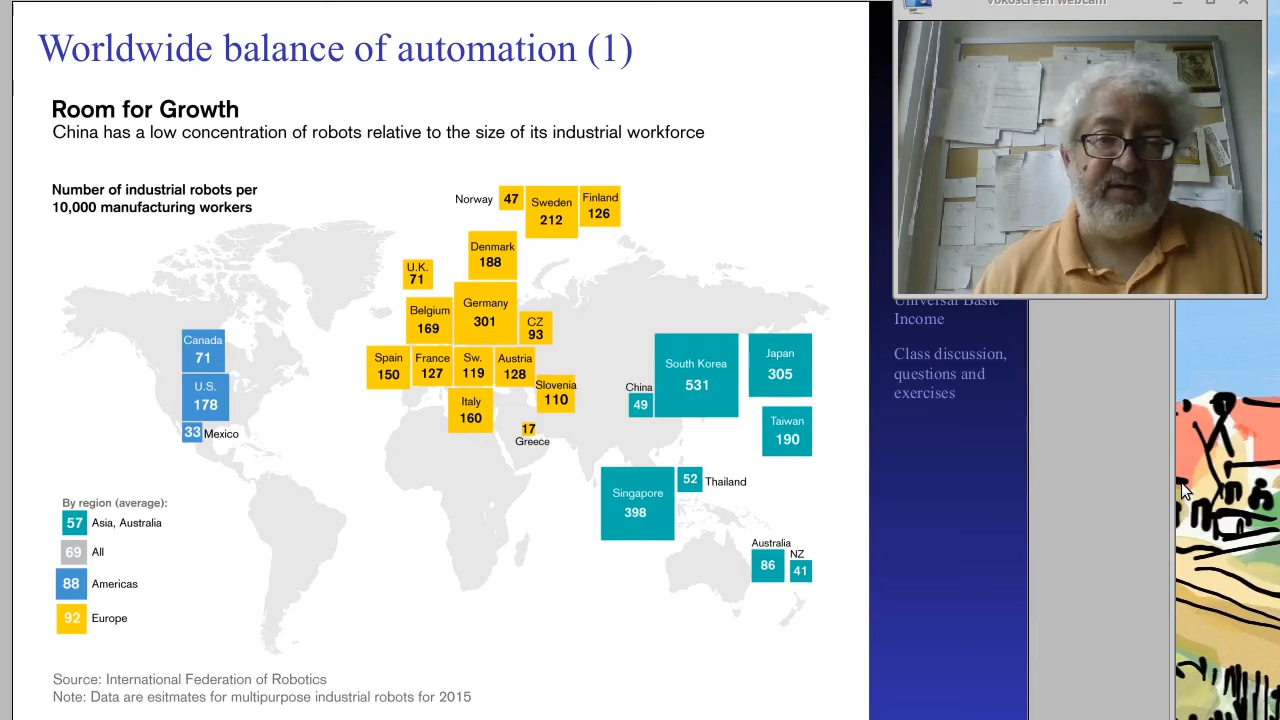 Worldwide balance of automation (1)
Room for Growth
China has a low concentration of robots relative to the size of its industrial workforce
Number of industrial robots per
10,000 manufacturing workers
Norway 47
Sweden
212
Finland
126
Denmark
188
U.K.
71
Belgium
169
Germany
301
CZ
93
Spain
150
France
127
Sw.
119
Austria
128
Slovenia
110
Italy
160
17
Greece
Canada
71
U.S.
178
33 Mexico
China
49
South Korea
531
Japan
305
Taiwan
190
Singapore
398
52 Thailand
Australia
86
NZ
41
By region (average):
57 Asia, Australia
69 All
88 Americas
92 Europe
Source: International Federation of Robotics
Note: Data are esitmates for multipurpose industrial robots for 2015
vokoscreen webcam
Universal Basic
Income
Class discussion,
questions and
exercises